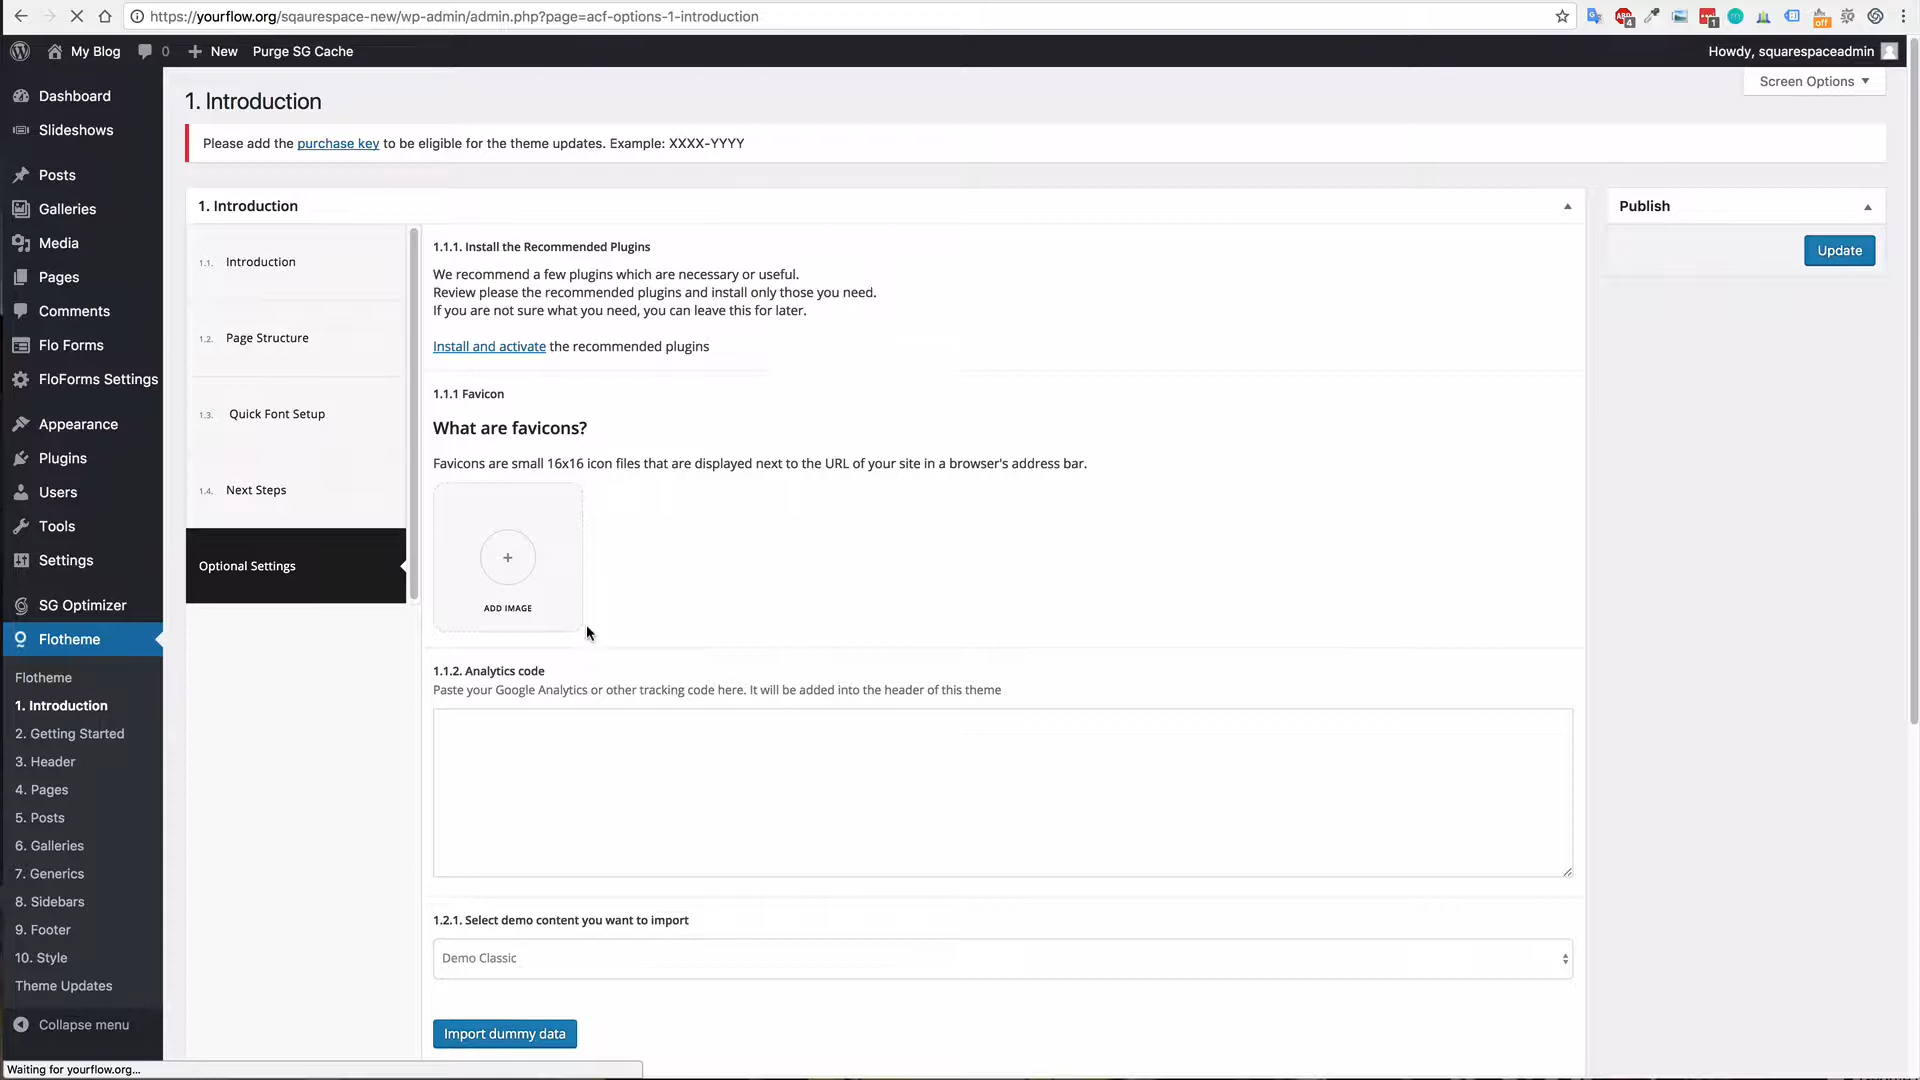 https://yourflow.org/sqaurespace-new/wp-admin/admin.php?page=acf-options-1-introduction
4
1
off
My Blog
0
New
Purge SG Cache
Howdy, squarespaceadmin
Screen Options
Dashboard
Slideshows
Posts
Galleries
Media
Pages
Comments
Flo Forms
FloForms Settings
Appearance
Plugins
Users
Tools
Settings
SG Optimizer
Flotheme
Flotheme
1. Introduction
2. Getting Started
3. Header
4. Pages
5. Posts
6. Galleries
7. Generics
8. Sidebars
9. Footer
10. Style
Theme Updates
Collapse menu
1. Introduction
Please add the purchase key to be eligible for the theme updates. Example: XXXX-YYYY
1. Introduction
1.1. Introduction
1.2. Page Structure
1.3. Quick Font Setup
1.4. Next Steps
Optional Settings
1.1.1. Install the Recommended Plugins
We recommend a few plugins which are necessary or useful.
Review please the recommended plugins and install only those you need.
If you are not sure what you need, you can leave this for later.
Install and activate the recommended plugins
1.1.1 Favicon
What are favicons?
Favicons are small 16x16 icon files that are displayed next to the URL of your site in a browser's address bar.
+
ADD IMAGE
1.1.2. Analytics code
Paste your Google Analytics or other tracking code here. It will be added into the header of this theme
1.2.1. Select demo content you want to import
Demo Classic
Import dummy data
Publish
Update
Waiting for yourflow.org...